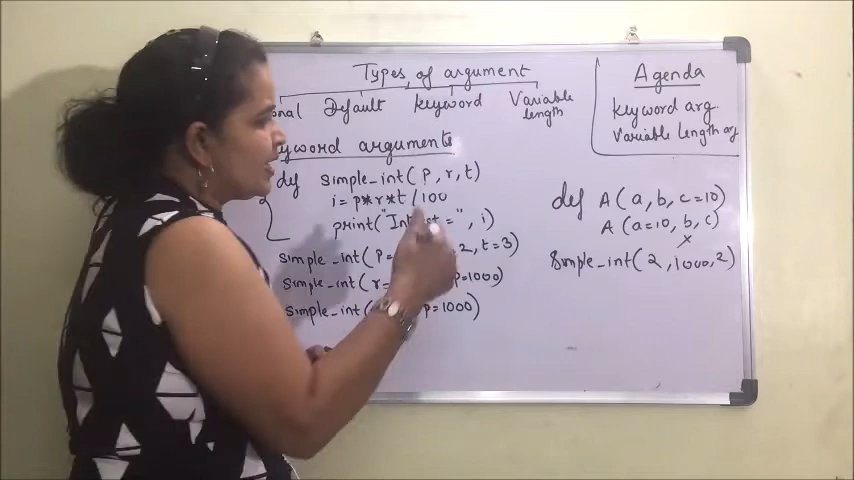 Types of argument
onal Default keyword Variable length
yword arguments
def simple_int( P, r, t)
i= p*r*t / 100
print("Interest =", i)
simple_int( P= 2, t=3)
simple_int( r= P=1000)
simple_int( P=1000)
Agenda
keyword arg.
Variable Length arg
def A( a, b, c=10)
A( a=10, b, c)
x
simple_int( 2, 1000, 2)